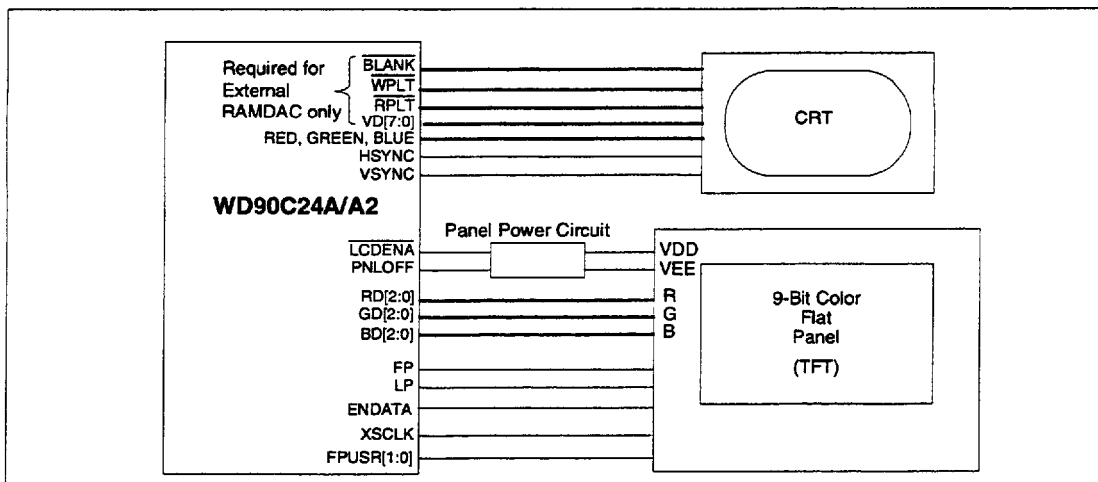 Required for
External
RAMDAC only
BLANK
WPLT
RPLT
VD[7:0]
RED, GREEN, BLUE
HSYNC
VSYNC
CRT
WD90C24A/A2
Panel Power Circuit
LCDENA
PNLOFF
VDD
VEE
RD[2:0]
GD[2:0]
BD[2:0]
R
G
B
9-Bit Color
Flat
Panel
(TFT)
FP
LP
ENDATA
XSCLK
FPUSR[1:0]